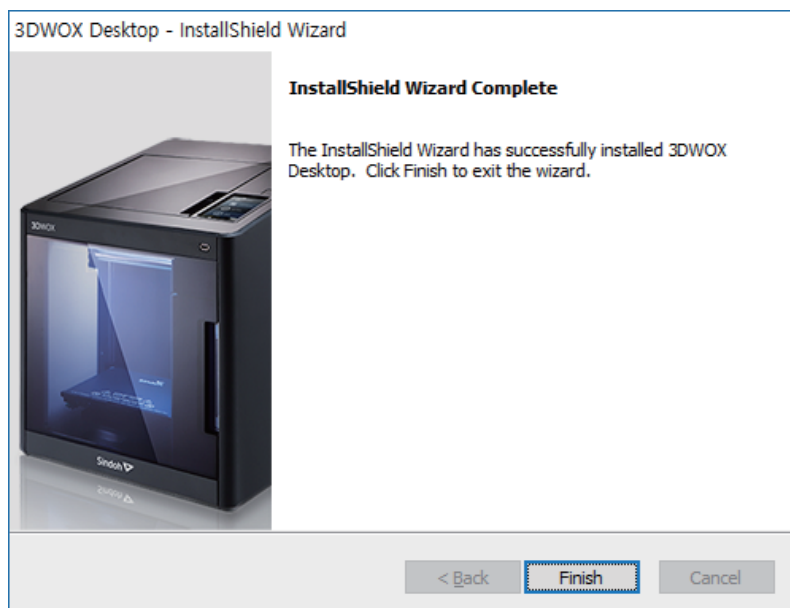 3DWOX Desktop - InstallShield Wizard
InstallShield Wizard Complete
The InstallShield Wizard has successfully installed 3DWOX
Desktop. Click Finish to exit the wizard.
3DWOX
Sindoh
< Back
Finish
Cancel